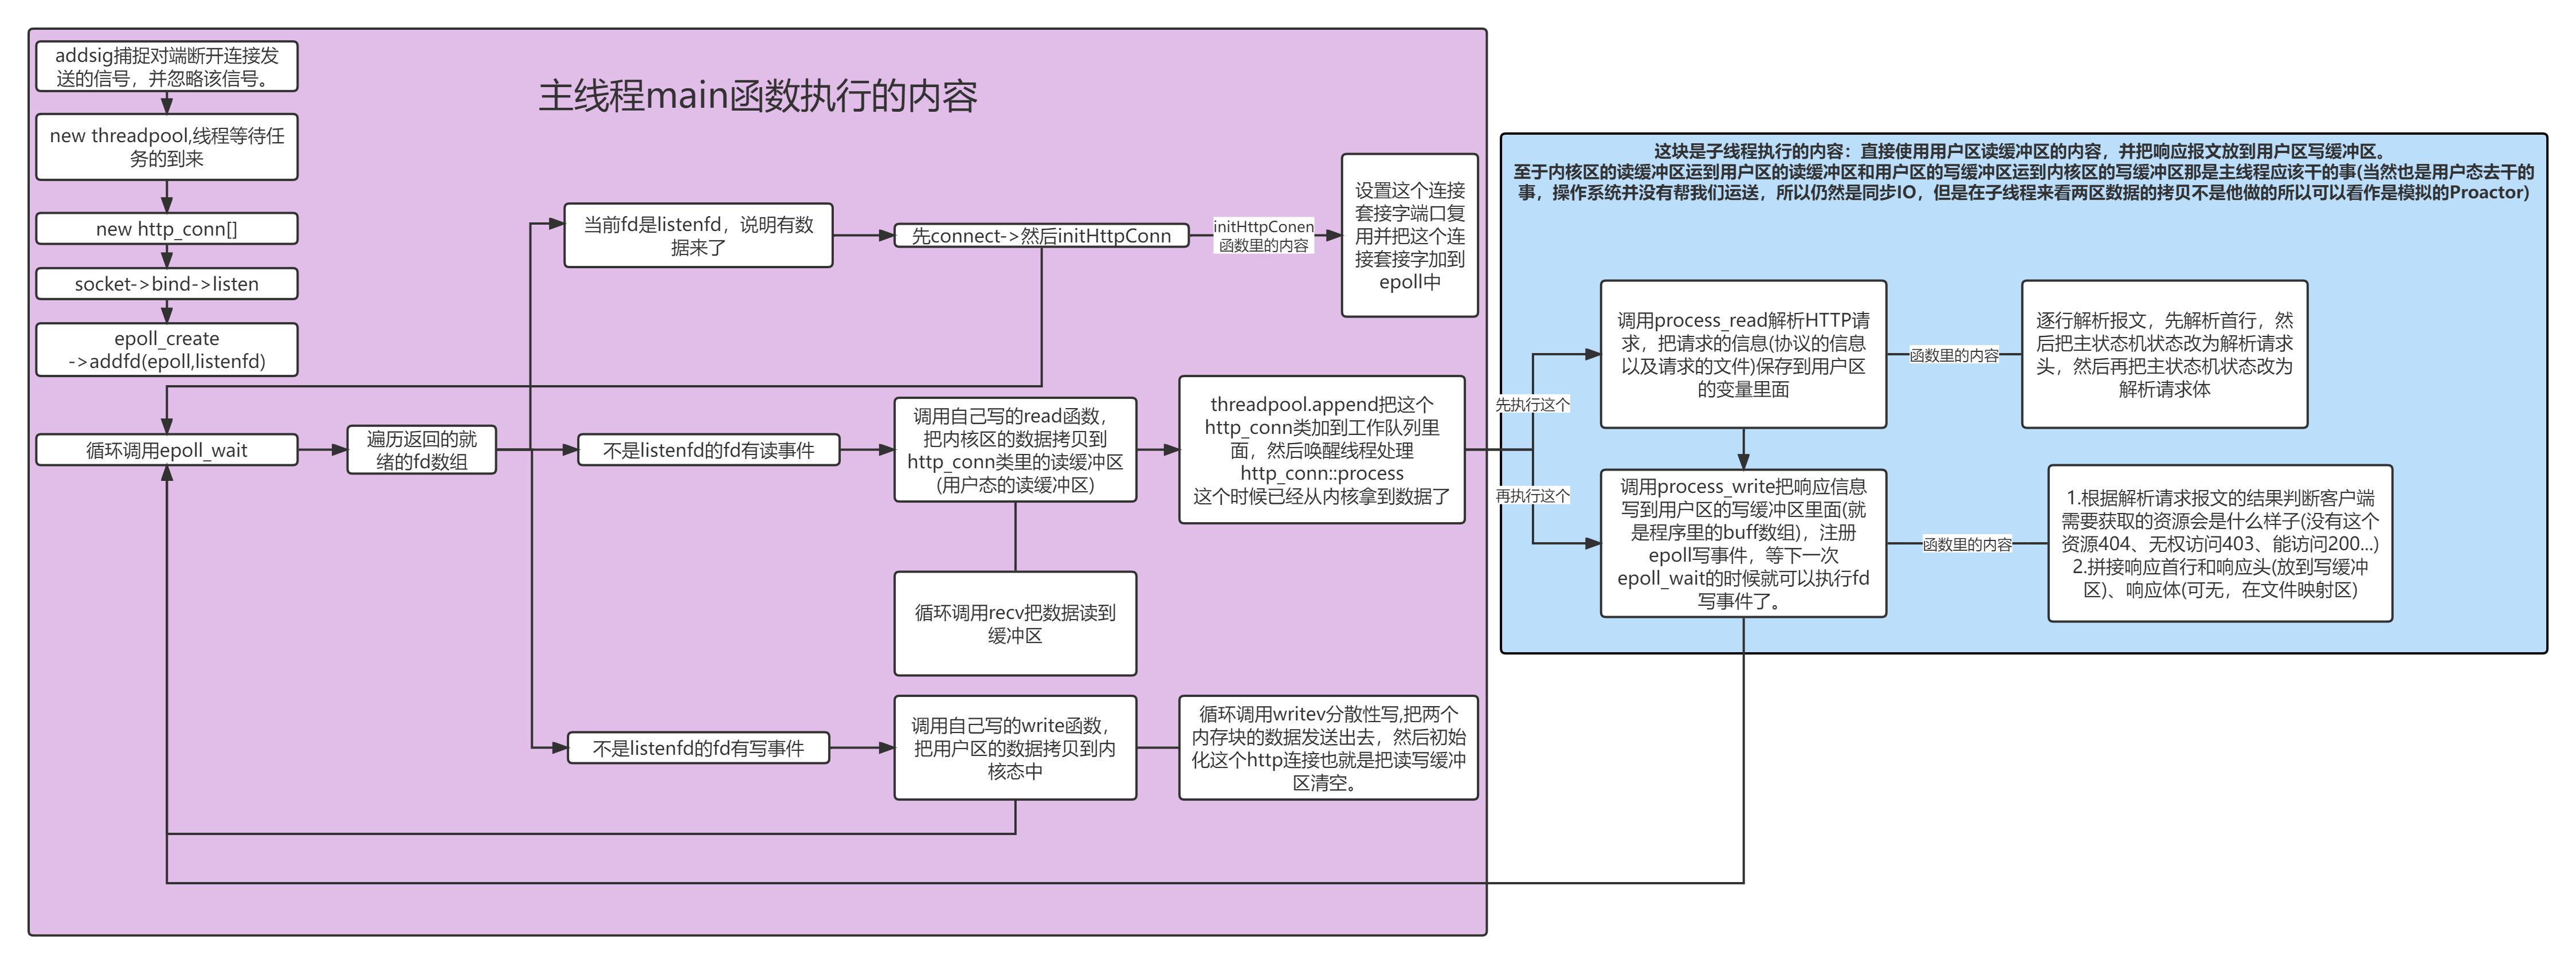 addsig捕捉对端断开连接发
送的信号，并忽略该信号。
主线程main函数执行的内容
new threadpool,线程等待任
务的到来
new http_conn[]
socket->bind->listen
epoll_create
->addfd(epoll,listenfd)
循环调用epoll_wait
遍历返回的就
绪的fd数组
当前fd是listenfd，说明有数
据来了
先connect->然后initHttpConn
initHttpConen
函数里的内容
设置这个连接
套接字端口复
用并把这个连
接套接字加到
epoll中
不是listenfd的fd有读事件
调用自己写的read函数，
把内核区的数据拷贝到
http_conn类里的读缓冲区
(用户态的读缓冲区)
threadpool.append把这个
http_conn类加到工作队列里
面，然后唤醒线程处理
http_conn::process
这个时候已经从内核拿到数据了
循环调用recv把数据读到
缓冲区
不是listenfd的fd有写事件
调用自己写的write函数，
把用户区的数据拷贝到内
核态中
循环调用writev分散性写,把两个
内存块的数据发送出去，然后初始
化这个http连接也就是把读写缓冲
区清空。
这块是子线程执行的内容：直接使用用户区读缓冲区的内容，并把响应报文放到用户区写缓冲区。
至于内核区的读缓冲区运到用户区的读缓冲区和用户区的写缓冲区运到内核区的写缓冲区那是主线程应该干的事(当然也是用户态去干的
事，操作系统并没有帮我们运送，所以仍然是同步IO，但是在子线程来看两区数据的拷贝不是他做的所以可以看作是模拟的Proactor)
先执行这个
调用process_read解析HTTP请
求，把请求的信息(协议的信息
以及请求的文件)保存到用户区
的变量里面
函数里的内容
逐行解析报文，先解析首行，然
后把主状态机状态改为解析请求
头，然后再把主状态机状态改为
解析请求体
再执行这个
调用process_write把响应信息
写到用户区的写缓冲区里面(就
是程序里的buff数组)，注册
epoll写事件，等下一次
epoll_wait的时候就可以执行fd
写事件了。
函数里的内容
1.根据解析请求报文的结果判断客户端
需要获取的资源会是什么样子(没有这个
资源404、无权访问403、能访问200...)
2.拼接响应首行和响应头(放到写缓冲
区)、响应体(可无，在文件映射区)